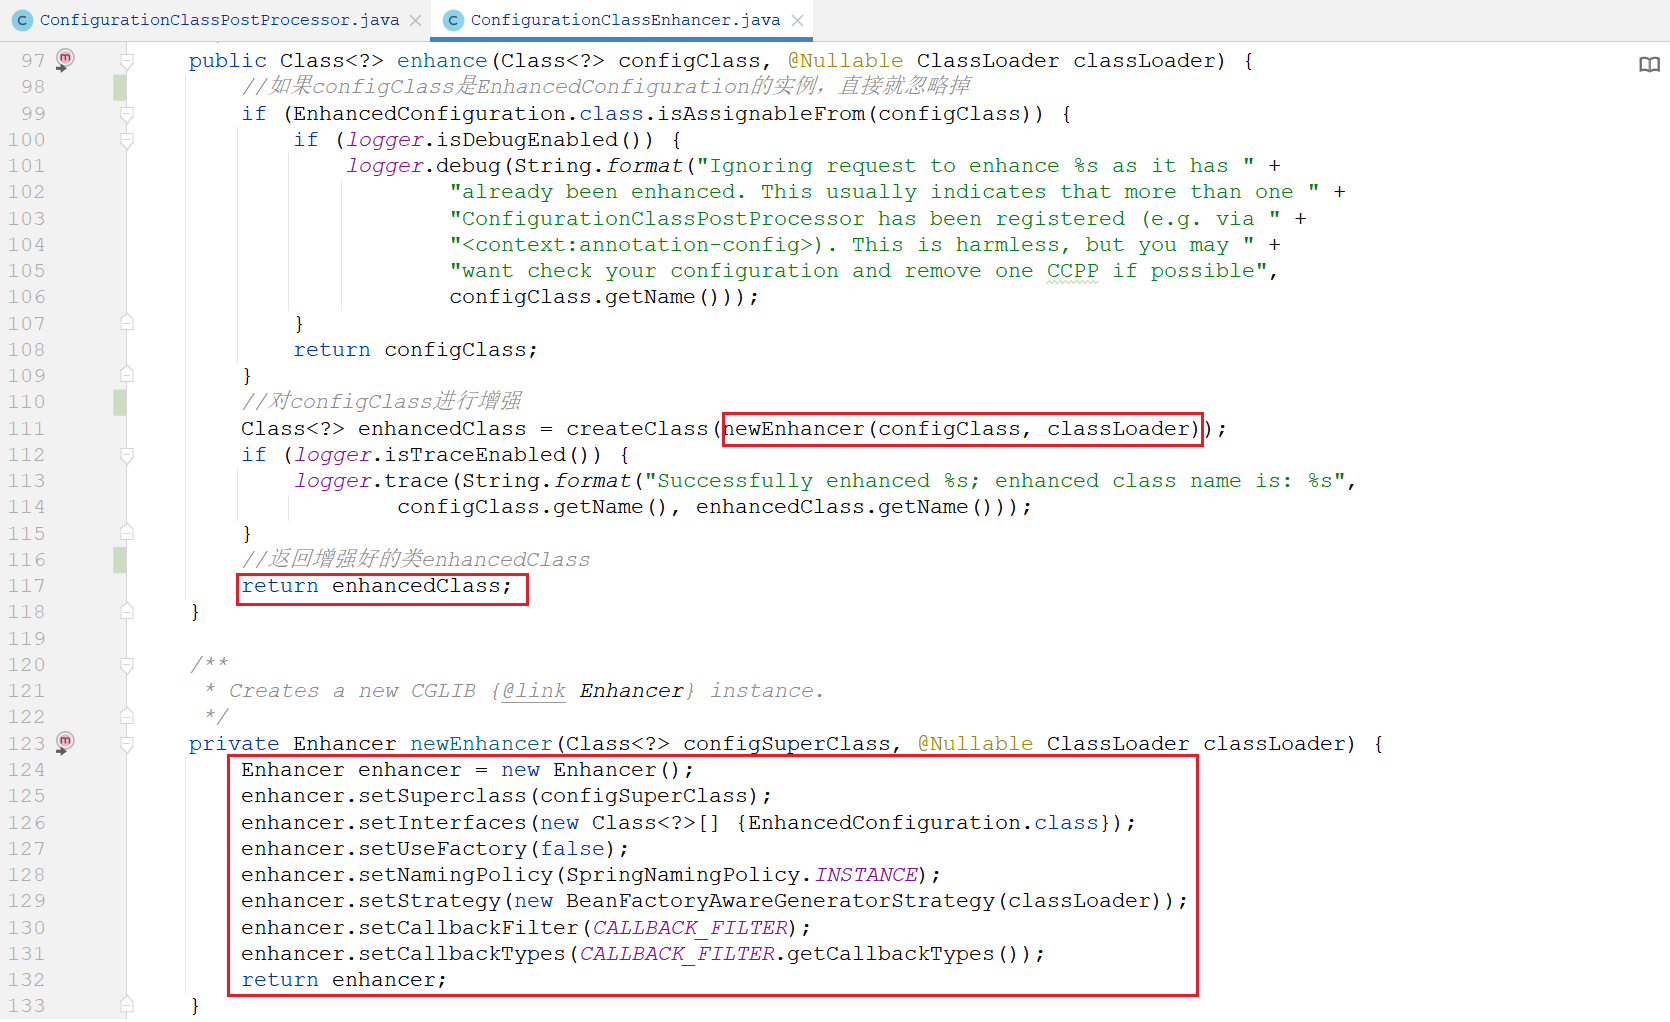 ConfigurationClassPostProcessor.java ConfigurationClassEnhancer.java
97 public Class<?> enhance(Class<?> configClass, @Nullable ClassLoader classLoader) {
98 //如果configClass是EnhancedConfiguration的实例，直接就忽略掉
99 if (EnhancedConfiguration.class.isAssignableFrom(configClass)) {
100 if (logger.isDebugEnabled()) {
101 logger.debug(String.format("Ignoring request to enhance %s as it has " +
102 "already been enhanced. This usually indicates that more than one " +
103 "ConfigurationClassPostProcessor has been registered (e.g. via " +
104 "<context:annotation-config>). This is harmless, but you may " +
105 "want check your configuration and remove one CCPP if possible",
106 configClass.getName()));
107 }
108 return configClass;
109 }
110 //对configClass进行增强
111 Class<?> enhancedClass = createClass(newEnhancer(configClass, classLoader));
112 if (logger.isTraceEnabled()) {
113 logger.trace(String.format("Successfully enhanced %s; enhanced class name is: %s",
114 configClass.getName(), enhancedClass.getName()));
115 }
116 //返回增强好的类enhancedClass
117 return enhancedClass;
118 }
119
120 /**
121 * Creates a new CGLIB {@link Enhancer} instance.
122 */
123 private Enhancer newEnhancer(Class<?> configSuperClass, @Nullable ClassLoader classLoader) {
124 Enhancer enhancer = new Enhancer();
125 enhancer.setSuperclass(configSuperClass);
126 enhancer.setInterfaces(new Class<?>[] {EnhancedConfiguration.class});
127 enhancer.setUseFactory(false);
128 enhancer.setNamingPolicy(SpringNamingPolicy.INSTANCE);
129 enhancer.setStrategy(new BeanFactoryAwareGeneratorStrategy(classLoader));
130 enhancer.setCallbackFilter(CALLBACK_FILTER);
131 enhancer.setCallbackTypes(CALLBACK_FILTER.getCallbackTypes());
132 return enhancer;
133 }